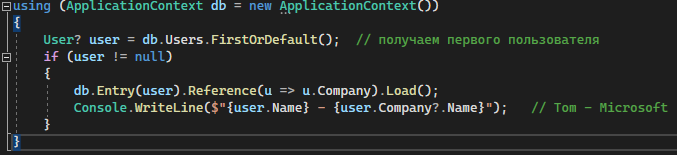 using (ApplicationContext db = new ApplicationContext())
{
    User? user = db.Users.FirstOrDefault();  // получаем первого пользователя
    if (user != null)
    {
        db.Entry(user).Reference(u => u.Company).Load();
        Console.WriteLine($"{user.Name} - {user.Company?.Name}");   // Tom - Microsoft
    }
}